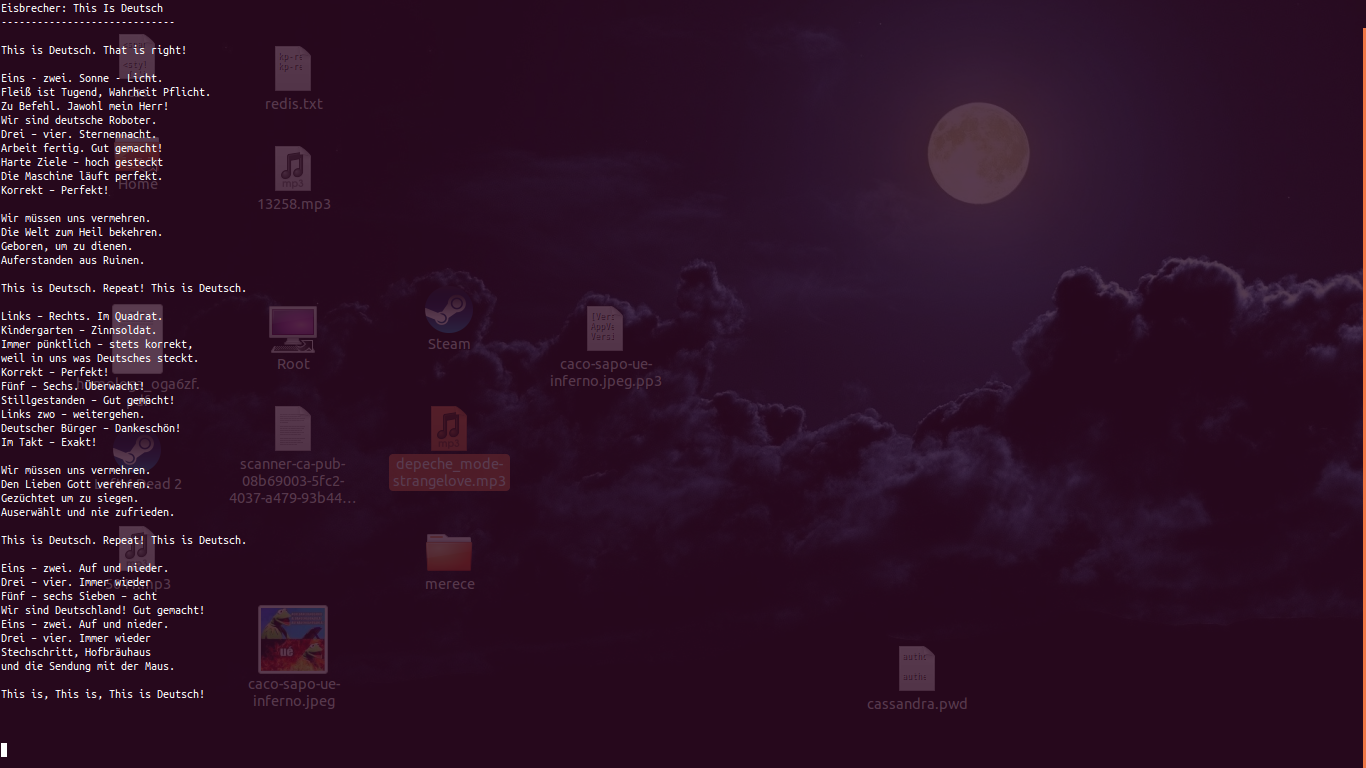 Eisbrecher: This Is Deutsch
-----------------------------
This is Deutsch. That is right!
Eins - zwei. Sonne - Licht.
Fleiß ist Tugend, Wahrheit Pflicht.
Zu Befehl. Jawohl mein Herr!
Wir sind deutsche Roboter.
Drei - vier. Sternennacht.
Arbeit fertig. Gut gemacht!
Harte Ziele - hoch gesteckt
Die Maschine läuft perfekt.
Korrekt - Perfekt!
Wir müssen uns vermehren.
Die Welt zum Heil bekehren.
Geboren, um zu dienen.
Auferstanden aus Ruinen.
This is Deutsch. Repeat! This is Deutsch.
Links - Rechts. Im Quadrat.
Kindergarten - Zinnsoldat.
Immer pünktlich - stets korrekt,
weil in uns was Deutsches steckt.
Korrekt - Perfekt!
Fünf - Sechs. Überwacht!
Stillgestanden - Gut gemacht!
Links zwo - weitergehen.
Deutscher Bürger - Dankeschön!
Im Takt - Exakt!
Wir müssen uns vermehren.
Den Lieben Gott verehren.
Gezüchtet um zu siegen.
Auserwählt und nie zufrieden.
This is Deutsch. Repeat! This is Deutsch.
Eins - zwei. Auf und nieder.
Drei - vier. Immer wieder
Fünf - sechs Sieben - acht
Wir sind Deutschland! Gut gemacht!
Eins - zwei. Auf und nieder.
Drei - vier. Immer wieder
Stechschritt, Hofbräuhaus
und die Sendung mit der Maus.
This is, This is, This is Deutsch!
Home
redis.txt
13258.mp3
Root
Steam
caco-sapo-ue-
inferno.jpeg.pp3
scanner-ca-pub-
08b69003-5fc2-
4037-a479-93b44...
depeche_mode-
strangelove.mp3
merece
ué
caco-sapo-ue-
inferno.jpeg
cassandra.pwd